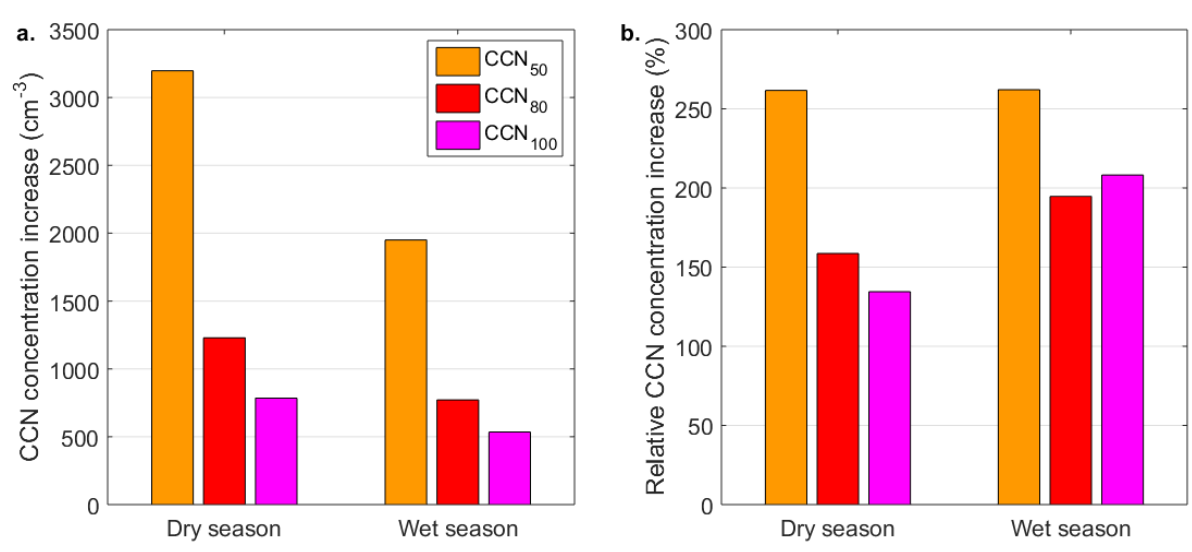 a.
CCN concentration increase (cm-3)
3500
3000
2500
2000
1500
1000
500
0
CCN50
CCN80
CCN100
Dry season
Wet season
b.
Relative CCN concentration increase (%)
300
250
200
150
100
50
0
Dry season
Wet season